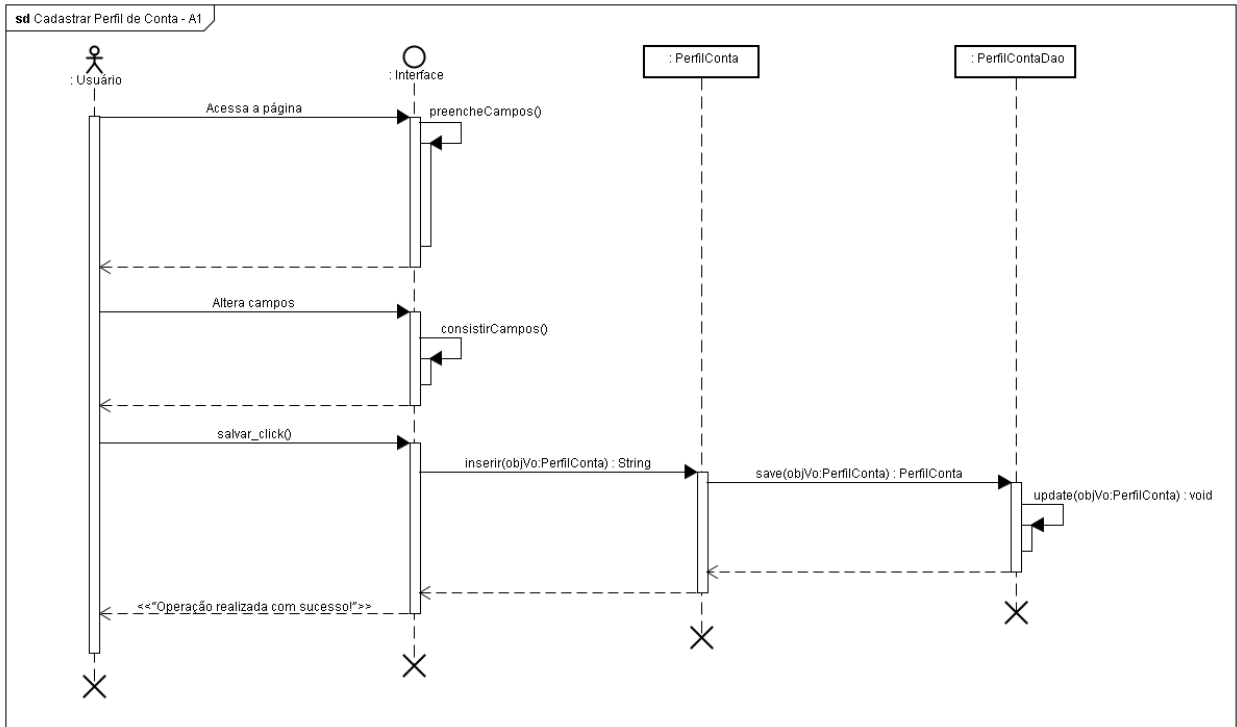 sd Cadastrar Perfil de Conta - A1
: Usuário
: Interface
: PerfilConta
: PerfilContaDao
Acessa a página
preencheCampos()
Altera campos
consistirCampos()
salvar_click()
inserir(objVo:PerfilConta) : String
save(objVo:PerfilConta) : PerfilConta
update(objVo:PerfilConta) : void
<<"Operação realizada com sucesso!">>